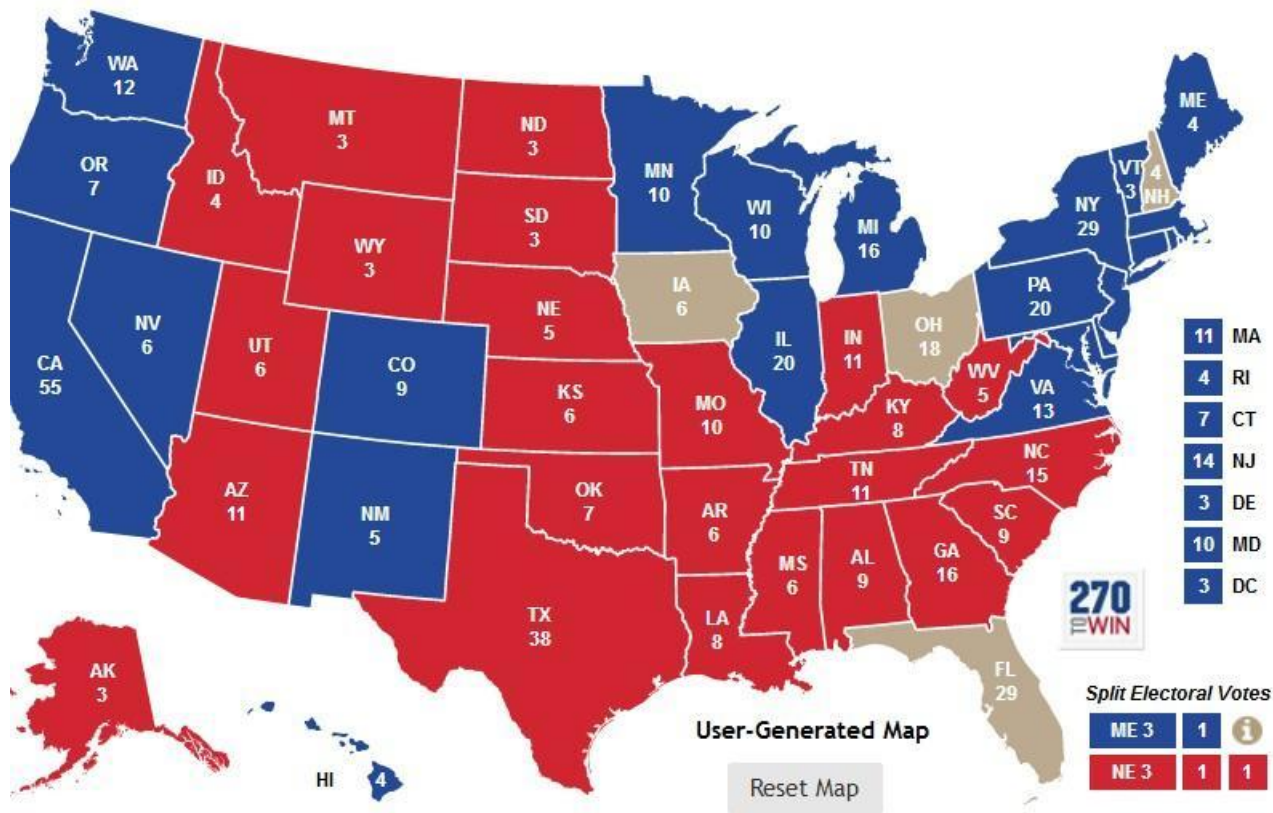 WA
12
OR
7
CA
55
NV
6
ID
4
MT
3
WY
3
UT
6
AZ
11
CO
9
NM
5
ND
3
SD
3
NE
5
KS
6
OK
7
TX
38
MN
10
IA
6
MO
10
AR
6
LA
8
WI
10
IL
20
MI
16
IN
11
OH
18
KY
8
TN
11
MS
6
AL
9
GA
16
FL
29
SC
9
NC
15
WV
5
VA
13
PA
20
NY
29
VT
3
4
NH
ME
4
AK
3
HI 4
11 MA
4 RI
7 CT
14 NJ
3 DE
10 MD
3 DC
270
TO WIN
Split Electoral Votes
ME 3 1 i
NE 3 1 1
User-Generated Map
Reset Map